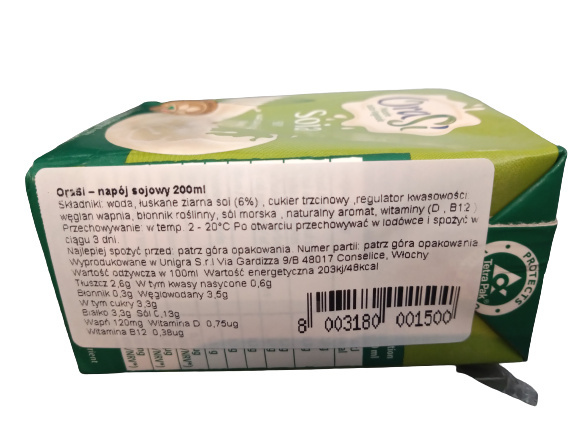 OraSi
Soia
Orasi – napój sojowy 200ml
Składniki: woda, łuskane ziarna soi (6%) , cukier trzcinowy ,regulator kwasowości:
węglan wapnia, błonnik roślinny, sól morska , naturalny aromat, witaminy (D , B12 )
Przechowywanie: w temp. 2 - 20°C Po otwarciu przechowywać w lodówce i spożyć w
ciągu 3 dni.
Najlepiej spożyć przed: patrz góra opakowania. Numer partii: patrz góra opakowania
Wyprodukowane w Unigra S.r.l Via Gardizza 9/B 48017 Conselice, Włochy
Wartość odżywcza w 100ml Wartość energetyczna 203kj/48kcal
Tłuszcz 2,6g W tym kwasy nasycone 0,6g
Błonnik 0,3g Węglowodany 3,5g
W tym cukry 3,3g
Białko 3,3g Sól 0,13g
Wapń 120mg Witamina D 0,75ug
Witamina B12 0,38ug
8 003180 001500
PROTECTS
Tetra Pak